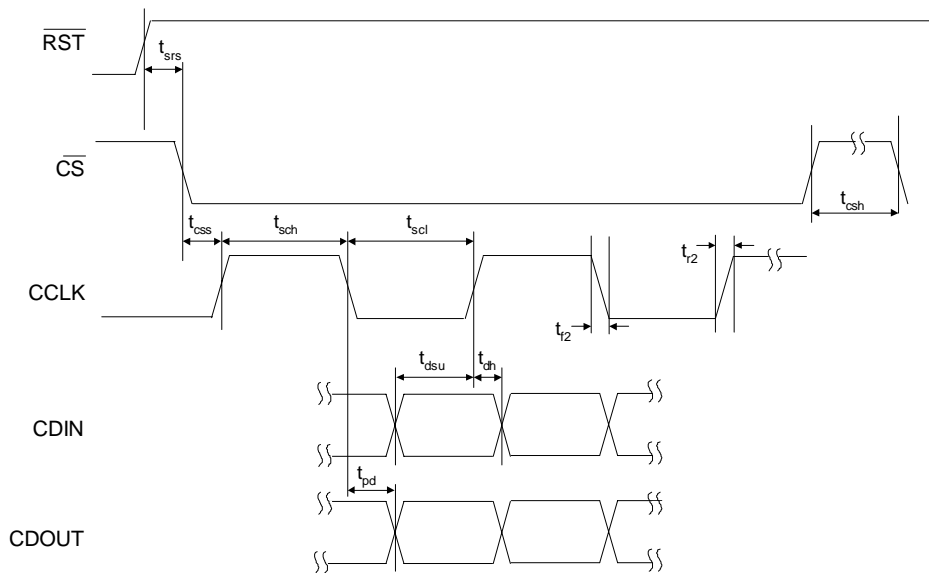 RST
t_srs
CS
t_csh
t_css
t_sch
t_scl
t_r2
CCLK
t_f2
t_dsu
t_dh
CDIN
t_pd
CDOUT